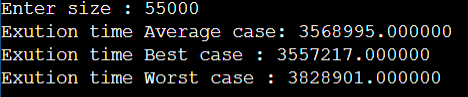 Enter size : 55000
Exution time Average case: 3568995.000000
Exution time Best case : 3557217.000000
Exution time Worst case : 3828901.000000